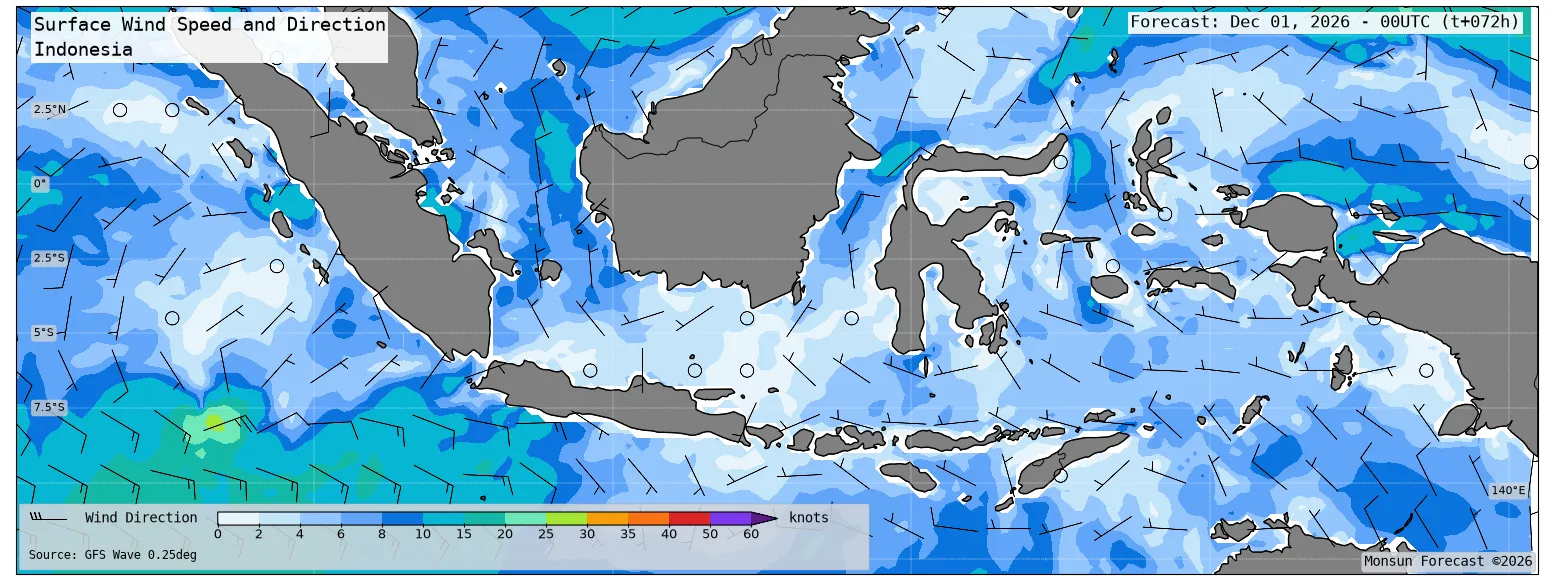 Surface Wind Speed and Direction
Indonesia
Forecast: Dec 01, 2026 - 00UTC (t+072h)
2.5°N
0°
2.5°S
5°S
7.5°S
140°E
Wind Direction
knots
0 2 4 6 8 10 15 20 25 30 35 40 50 60
Source: GFS Wave 0.25deg
Monsun Forecast ©2026